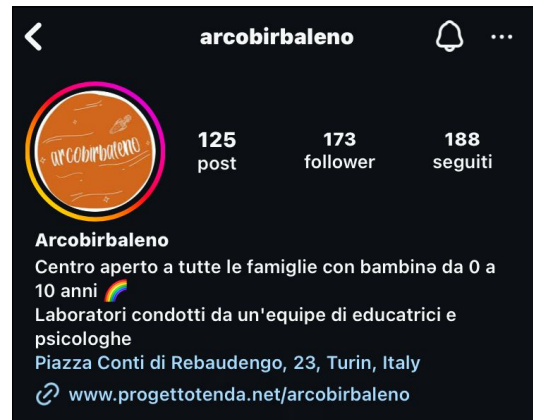 arcobirbaleno
arcobirbaleno
125
post
173
follower
188
seguiti
Arcobirbaleno
Centro aperto a tutte le famiglie con bambinə da 0 a
10 anni 🌈
Laboratori condotti da un'equipe di educatrici e
psicologhe
Piazza Conti di Rebaudengo, 23, Turin, Italy
www.progettotenda.net/arcobirbaleno